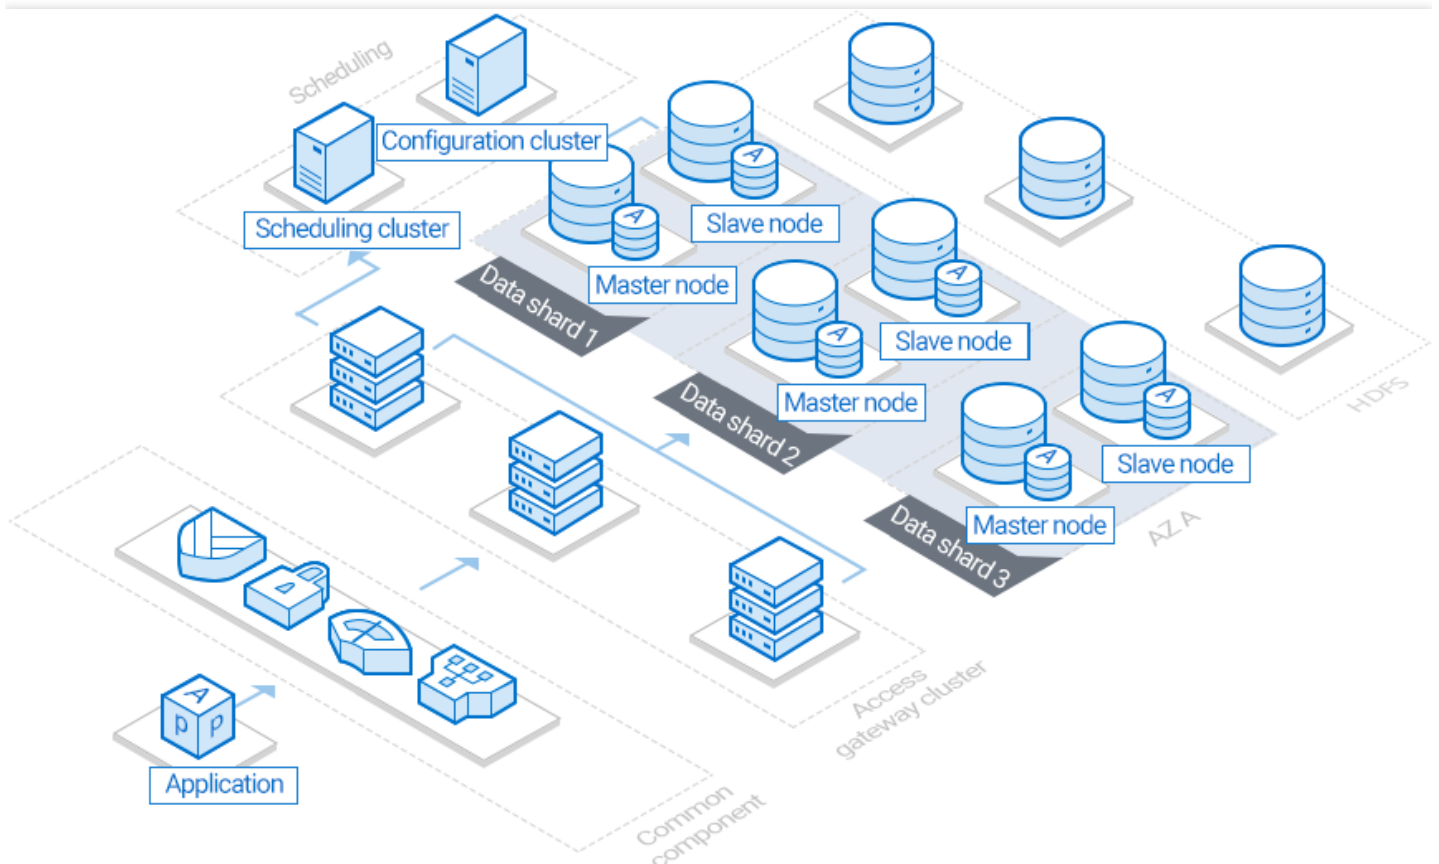 Scheduling
Configuration cluster
Scheduling cluster
A
Slave node
A
Master node
Data shard 1
A
Slave node
A
Master node
Data shard 2
A
Slave node
A
Master node
Data shard 3
HDFS
AZ A
Access
gateway cluster
A
p p
Application
Common
component